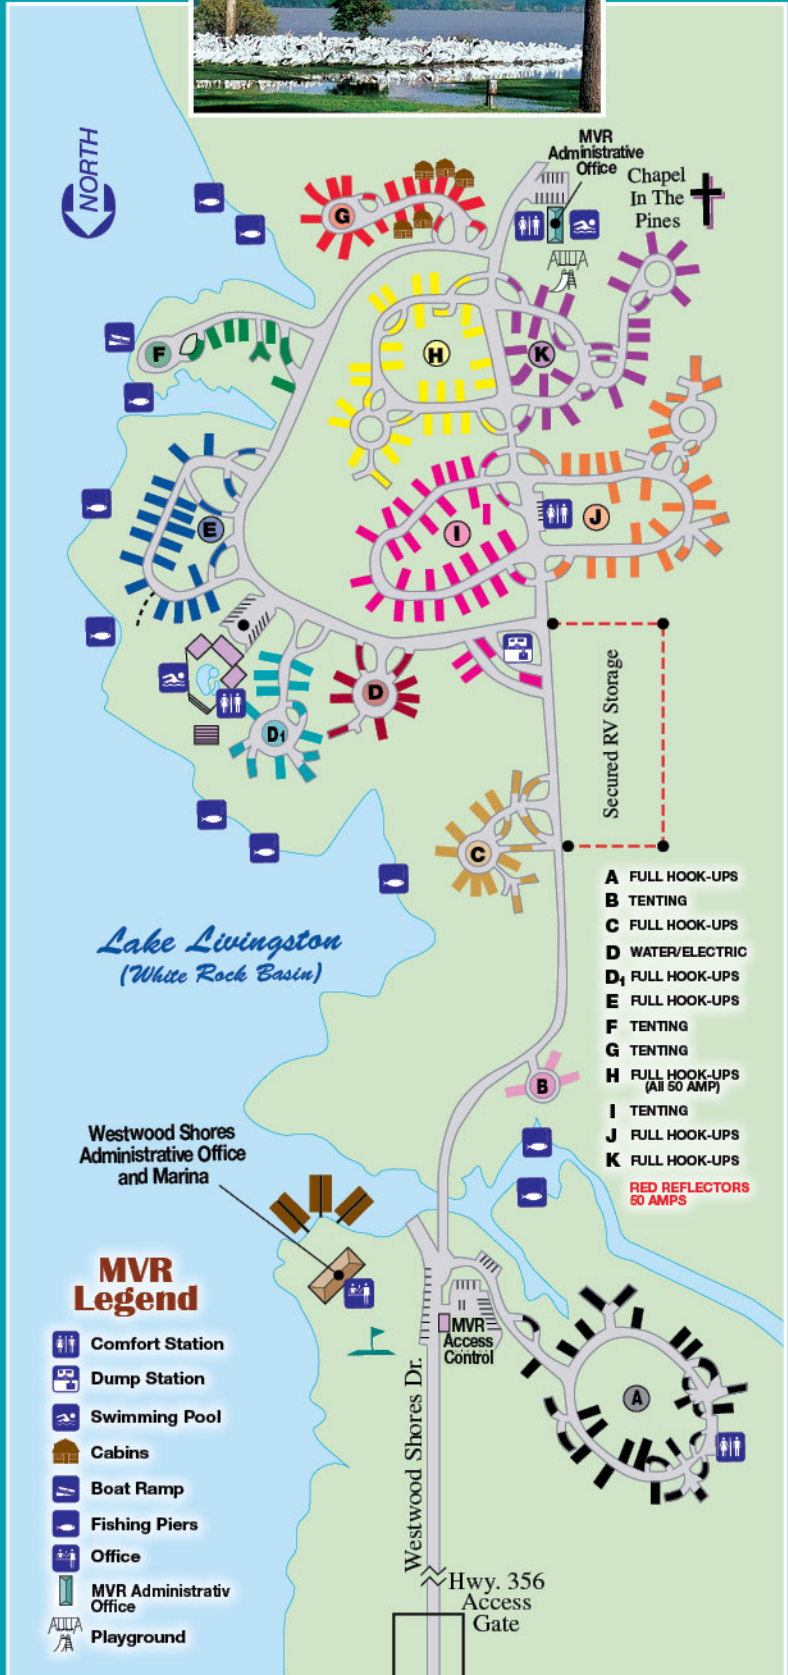 NORTH
MVR
Administrative
Office
Chapel
In The
Pines
G
F
H
K
E
I
J
D
D1
C
Secured RV Storage
Lake Livingston
(White Rock Basin)
A FULL HOOK-UPS
B TENTING
C FULL HOOK-UPS
D WATER/ELECTRIC
D1 FULL HOOK-UPS
E FULL HOOK-UPS
F TENTING
G TENTING
H FULL HOOK-UPS
(All 50 AMP)
I TENTING
J FULL HOOK-UPS
K FULL HOOK-UPS
RED REFLECTORS
50 AMPS
B
Westwood Shores
Administrative Office
and Marina
MVR
Access
Control
A
Westwood Shores Dr.
Hwy. 356
Access
Gate
MVR
Legend
Comfort Station
Dump Station
Swimming Pool
Cabins
Boat Ramp
Fishing Piers
Office
MVR Administrativ
Office
Playground